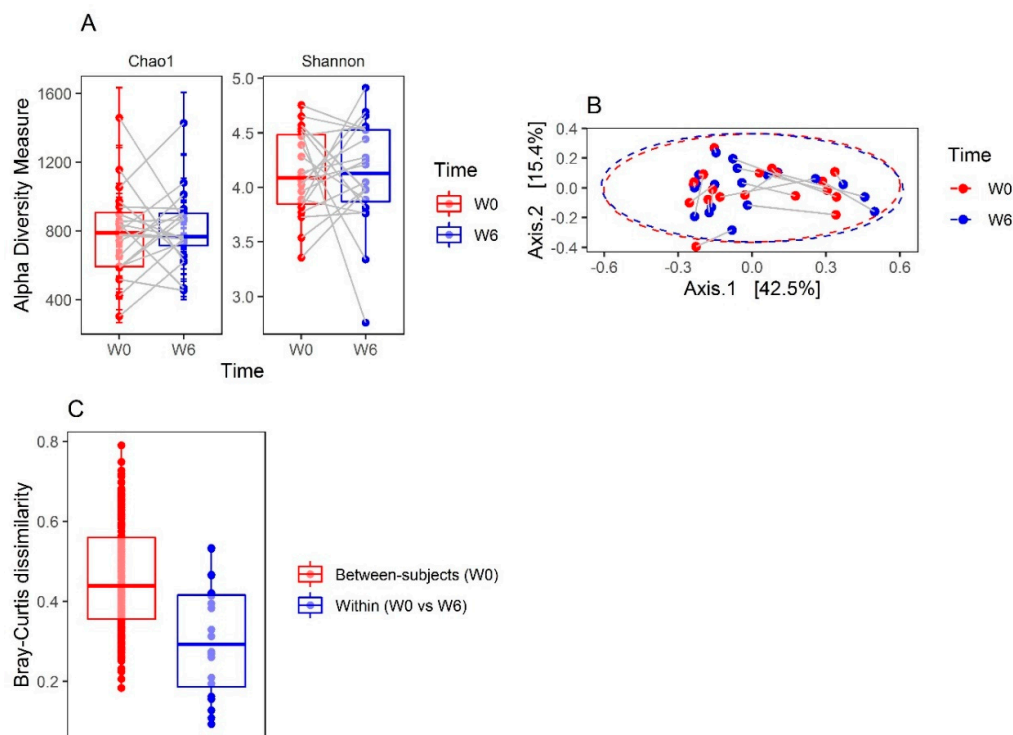 A
Chao1 Shannon
Alpha Diversity Measure
1600
1200
800
400
5.0
4.5
4.0
3.5
3.0
W0 W6 W0 W6
Time
Time
W0
W6
B
Axis.2 [15.4%]
0.4
0.2
0.0
-0.2
-0.4
-0.6 -0.3 0.0 0.3 0.6
Axis.1 [42.5%]
Time
W0
W6
C
Bray-Curtis dissimilarity
0.8
0.6
0.4
0.2
Between-subjects (W0)
Within (W0 vs W6)